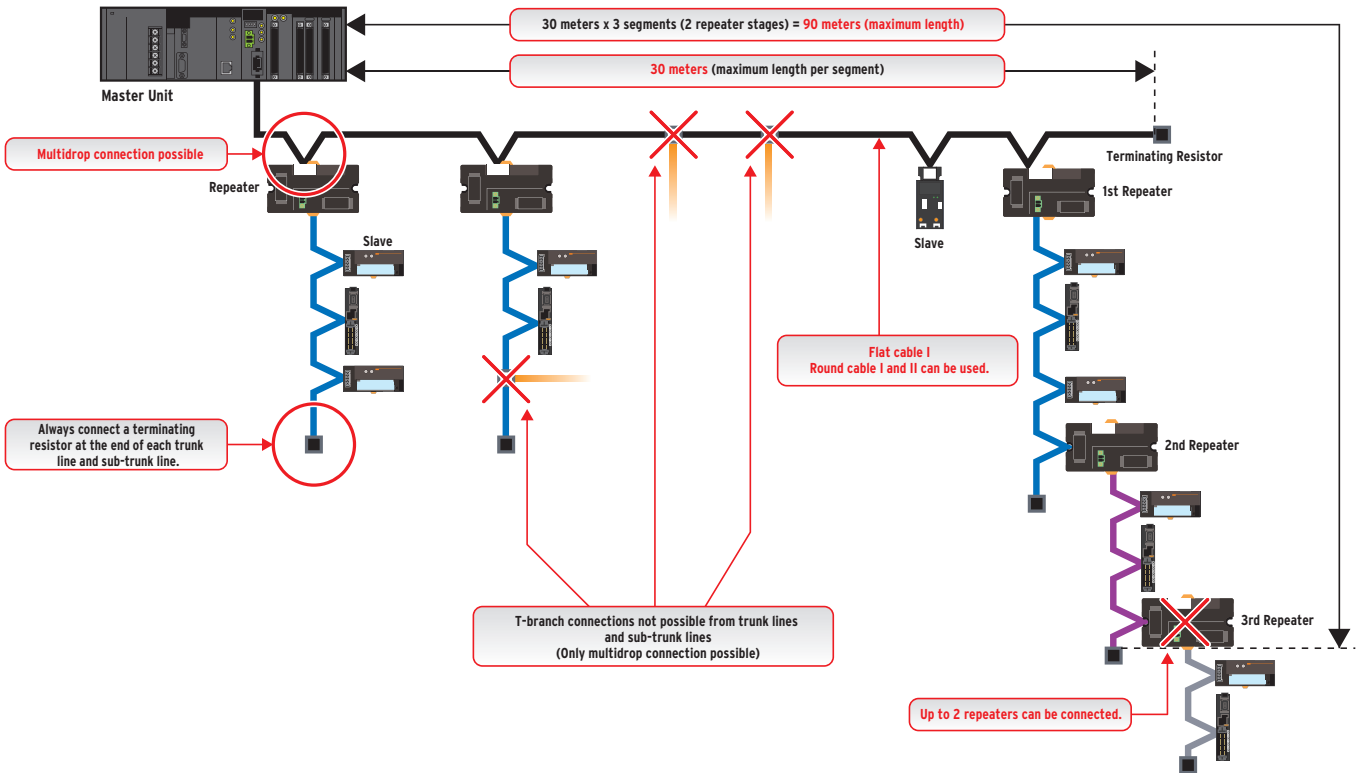 30 meters x 3 segments (2 repeater stages) = 90 meters (maximum length)
30 meters (maximum length per segment)
Master Unit
Multidrop connection possible
Terminating Resistor
Repeater
1st Repeater
Slave
Slave
Flat cable I
Round cable I and II can be used.
Always connect a terminating
resistor at the end of each trunk
line and sub-trunk line.
2nd Repeater
T-branch connections not possible from trunk lines
and sub-trunk lines
(Only multidrop connection possible)
3rd Repeater
Up to 2 repeaters can be connected.